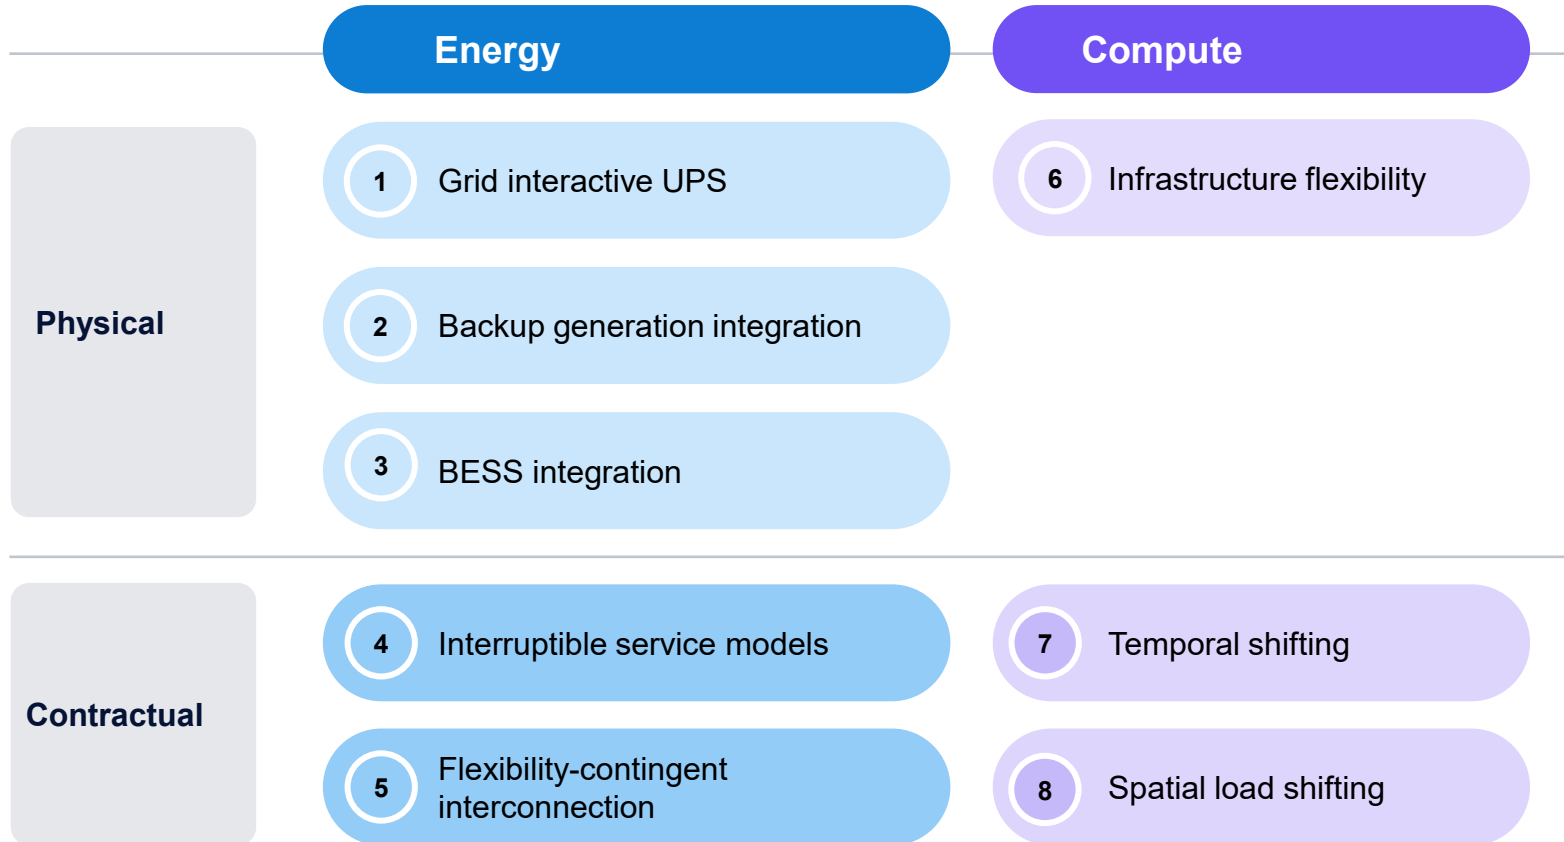 Energy
Compute
Physical
1 Grid interactive UPS
6 Infrastructure flexibility
2 Backup generation integration
3 BESS integration
Contractual
4 Interruptible service models
7 Temporal shifting
5 Flexibility-contingent
interconnection
8 Spatial load shifting